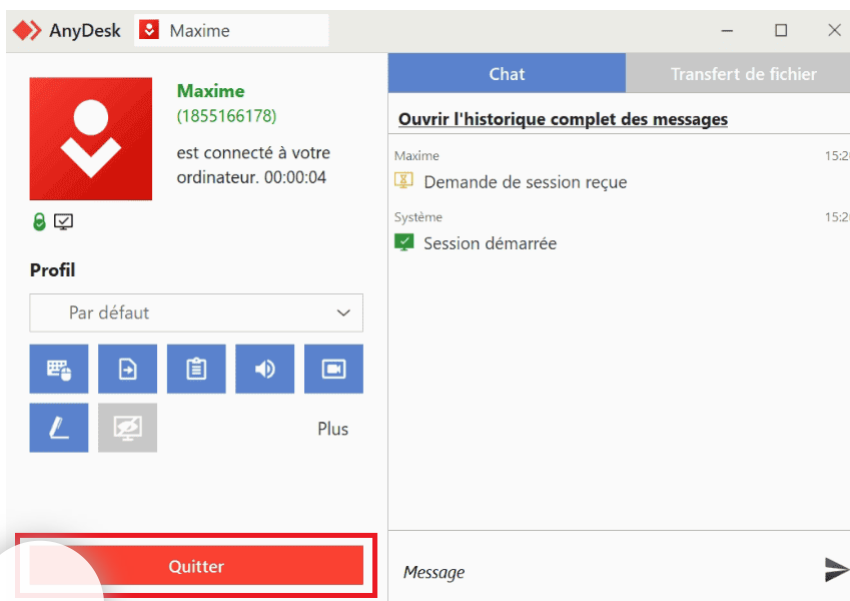 AnyDesk
Maxime
Maxime
(1855166178)
est connecté à votre
ordinateur. 00:00:04
Profil
Par défaut
Plus
Quitter
Chat
Transfert de fichier
Ouvrir l'historique complet des messages
Maxime
Demande de session reçue
Système
Session démarrée
Message